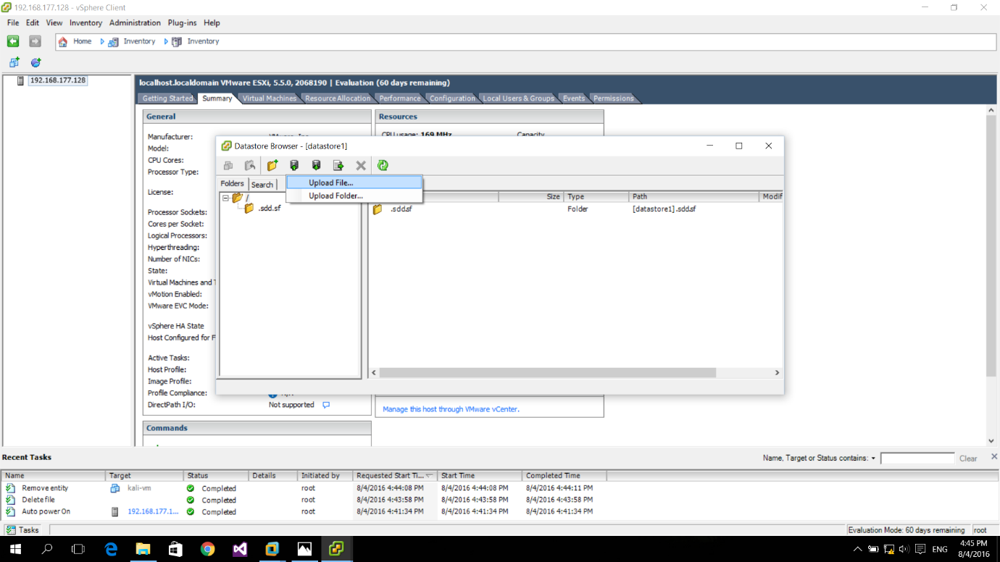 192.168.177.128 - vSphere Client
File Edit View Inventory Administration Plug-ins Help
Home Inventory Inventory
192.168.177.128
localhost.localdomain VMware ESXi, 5.5.0, 2068190 | Evaluation (60 days remaining)
Getting Started Summary Virtual Machines Resource Allocation Performance Configuration Local Users & Groups Events Permissions
General
Manufacturer:
Model:
CPU Cores:
Processor Type:
License:
Processor Sockets:
Cores per Socket:
Logical Processors:
Hyperthreading:
Number of NICs:
State:
Virtual Machines and T
vMotion Enabled:
VMware EVC Mode:
vSphere HA State
Host Configured for F
Active Tasks:
Host Profile:
Image Profile:
Profile Compliance:
DirectPath I/O: Not supported
Commands
Resources
CPU usage: 169 MHz Capacity
Manage this host through VMware vCenter.
Datastore Browser - [datastore1]
Folders Search
Upload File...
Upload Folder...
/
.sdd.sf
Size Type Path Modif
.sdd.sf Folder [datastore1] .sdd.sf
Recent Tasks
Name, Target or Status contains: Clear
Name Target Status Details Initiated by Requested Start Ti... Start Time Completed Time
Remove entity kali-vm Completed root 8/4/2016 4:44:08 PM 8/4/2016 4:44:08 PM 8/4/2016 4:44:11 PM
Delete file Completed root 8/4/2016 4:43:58 PM 8/4/2016 4:43:58 PM 8/4/2016 4:43:58 PM
Auto power On 192.168.177.1... Completed root 8/4/2016 4:41:34 PM 8/4/2016 4:41:34 PM 8/4/2016 4:41:34 PM
Tasks
Evaluation Mode: 60 days remaining root
ENG
4:45 PM
8/4/2016